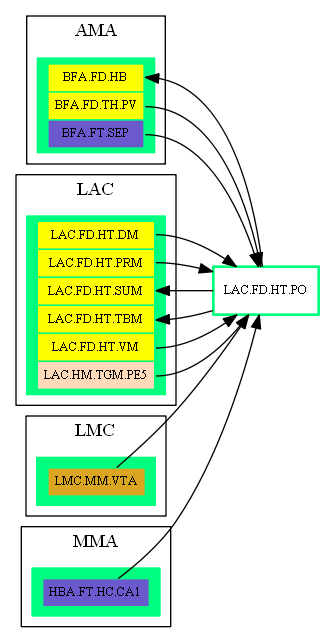 AMA
BFA.FD.HB
BFA.FD.TH.PV
BFA.FT.SEP
LAC
LAC.FD.HT.DM
LAC.FD.HT.PRM
LAC.FD.HT.SUM
LAC.FD.HT.TBM
LAC.FD.HT.VM
LAC.HM.TGM.PE5
LAC.FD.HT.PO
LMC
LMC.MM.VTA
MMA
HBA.FT.HC.CA1